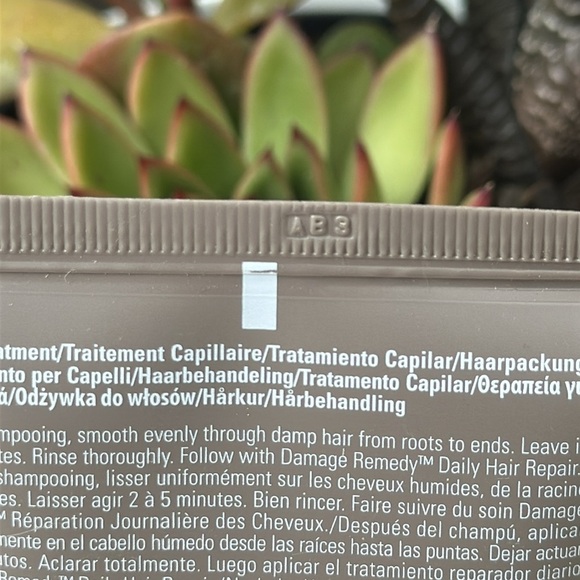 AB3
atment/Traitement Capillaire/Tratamiento Capilar/Haarpackung
nto per Capelli/Haarbehandeling/Tratamento Capilar/Θεραπεία γι
ά/Odżywka do włosów/Hårkur/Hårbehandling
mpooing, smooth evenly through damp hair from roots to ends. Leave i
tes. Rinse thoroughly. Follow with Damage Remedy™ Daily Hair Repair.
shampooing, lisser uniformément sur les cheveux humides, de la racin
es. Laisser agir 2 à 5 minutes. Bien rincer. Faire suivre du soin Damage
™ Réparation Journalière des Cheveux./Después del champú, aplica
mente en el cabello húmedo desde las raíces hasta las puntas. Dejar actua
utos. Aclarar totalmente. Luego aplicar el tratamiento reparador diario